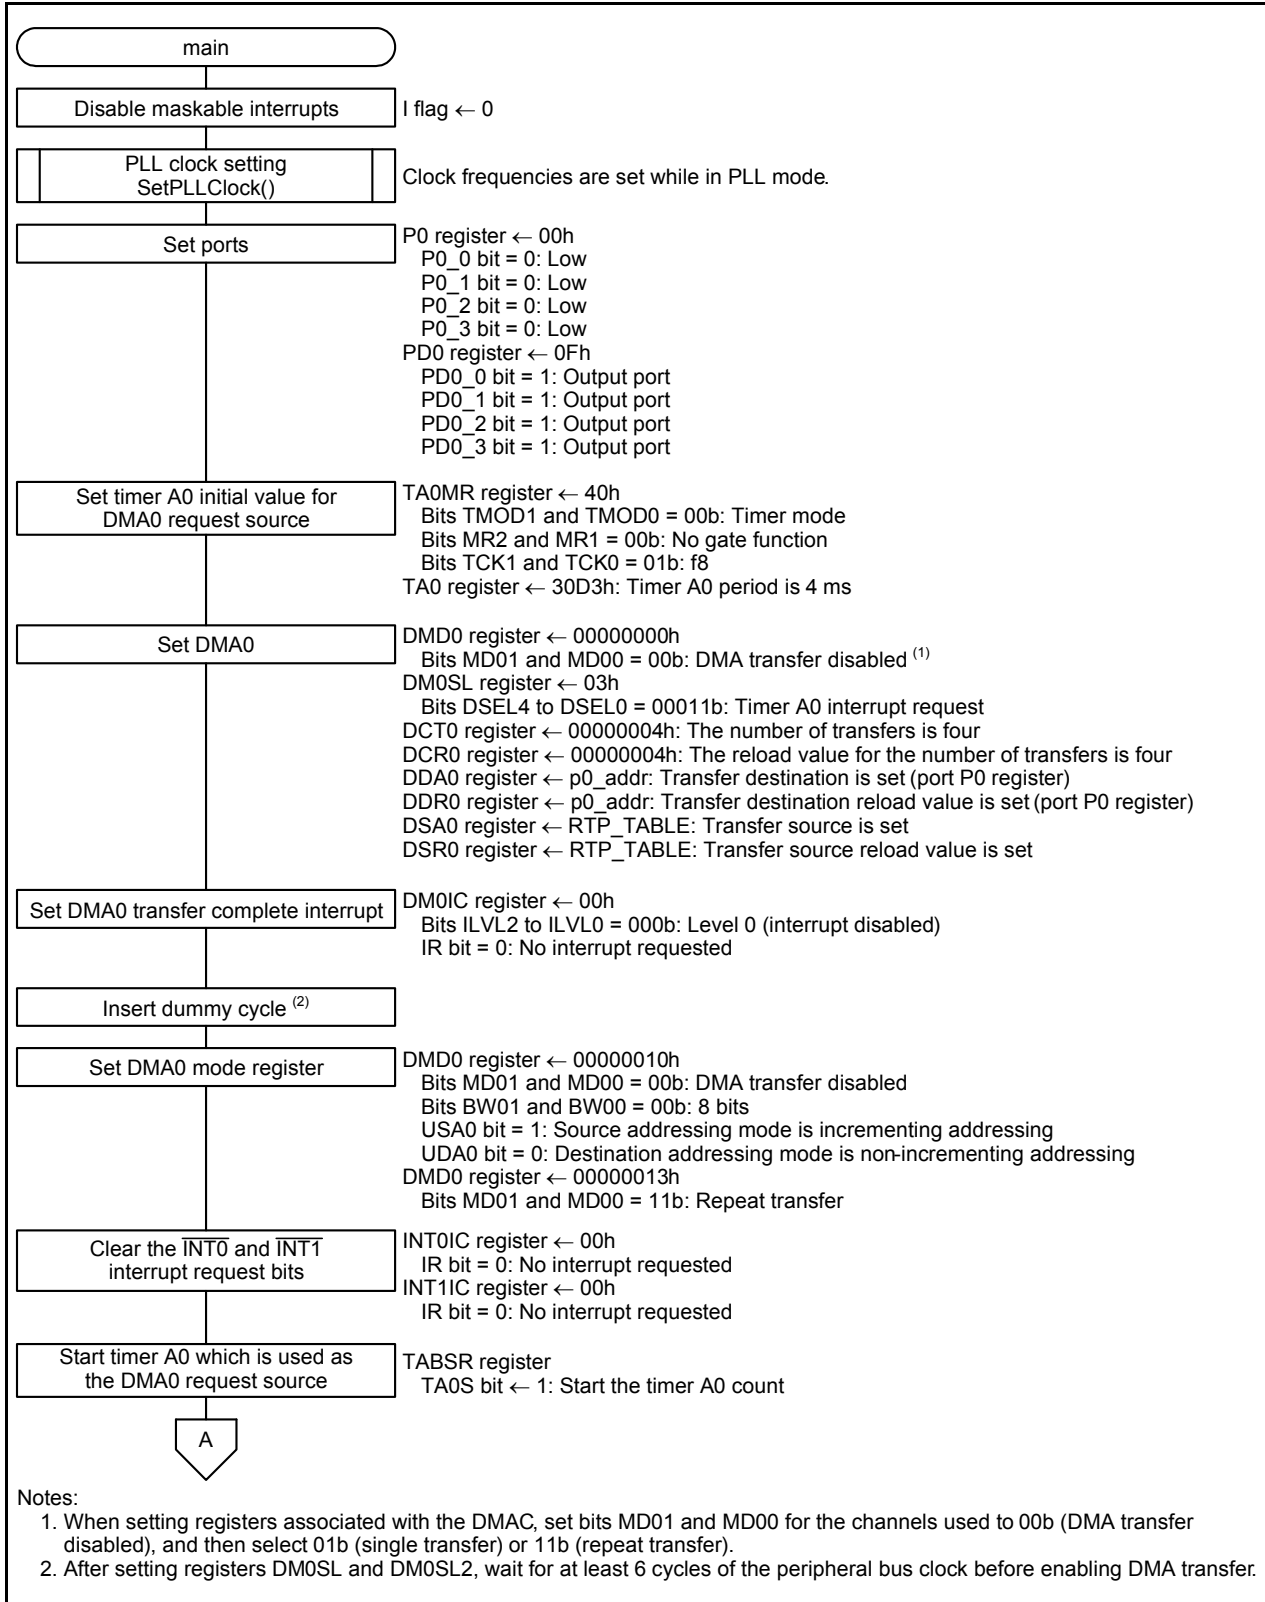 main
Disable maskable interrupts
I flag ← 0
PLL clock setting
SetPLLClock()
Clock frequencies are set while in PLL mode.
Set ports
P0 register ← 00h
P0_0 bit = 0: Low
P0_1 bit = 0: Low
P0_2 bit = 0: Low
P0_3 bit = 0: Low
PD0 register ← 0Fh
PD0_0 bit = 1: Output port
PD0_1 bit = 1: Output port
PD0_2 bit = 1: Output port
PD0_3 bit = 1: Output port
Set timer A0 initial value for
DMA0 request source
TA0MR register ← 40h
Bits TMOD1 and TMOD0 = 00b: Timer mode
Bits MR2 and MR1 = 00b: No gate function
Bits TCK1 and TCK0 = 01b: f8
TA0 register ← 30D3h: Timer A0 period is 4 ms
Set DMA0
DMD0 register ← 00000000h
Bits MD01 and MD00 = 00b: DMA transfer disabled (1)
DM0SL register ← 03h
Bits DSEL4 to DSEL0 = 00011b: Timer A0 interrupt request
DCT0 register ← 00000004h: The number of transfers is four
DCR0 register ← 00000004h: The reload value for the number of transfers is four
DDA0 register ← p0_addr: Transfer destination is set (port P0 register)
DDR0 register ← p0_addr: Transfer destination reload value is set (port P0 register)
DSA0 register ← RTP_TABLE: Transfer source is set
DSR0 register ← RTP_TABLE: Transfer source reload value is set
Set DMA0 transfer complete interrupt
DM0IC register ← 00h
Bits ILVL2 to ILVL0 = 000b: Level 0 (interrupt disabled)
IR bit = 0: No interrupt requested
Insert dummy cycle (2)
Set DMA0 mode register
DMD0 register ← 00000010h
Bits MD01 and MD00 = 00b: DMA transfer disabled
Bits BW01 and BW00 = 00b: 8 bits
USA0 bit = 1: Source addressing mode is incrementing addressing
UDA0 bit = 0: Destination addressing mode is non-incrementing addressing
DMD0 register ← 00000013h
Bits MD01 and MD00 = 11b: Repeat transfer
Clear the INT0 and INT1
interrupt request bits
INT0IC register ← 00h
IR bit = 0: No interrupt requested
INT1IC register ← 00h
IR bit = 0: No interrupt requested
Start timer A0 which is used as
the DMA0 request source
TABSR register
TA0S bit ← 1: Start the timer A0 count
A
Notes:
1. When setting registers associated with the DMAC, set bits MD01 and MD00 for the channels used to 00b (DMA transfer
disabled), and then select 01b (single transfer) or 11b (repeat transfer).
2. After setting registers DM0SL and DM0SL2, wait for at least 6 cycles of the peripheral bus clock before enabling DMA transfer.